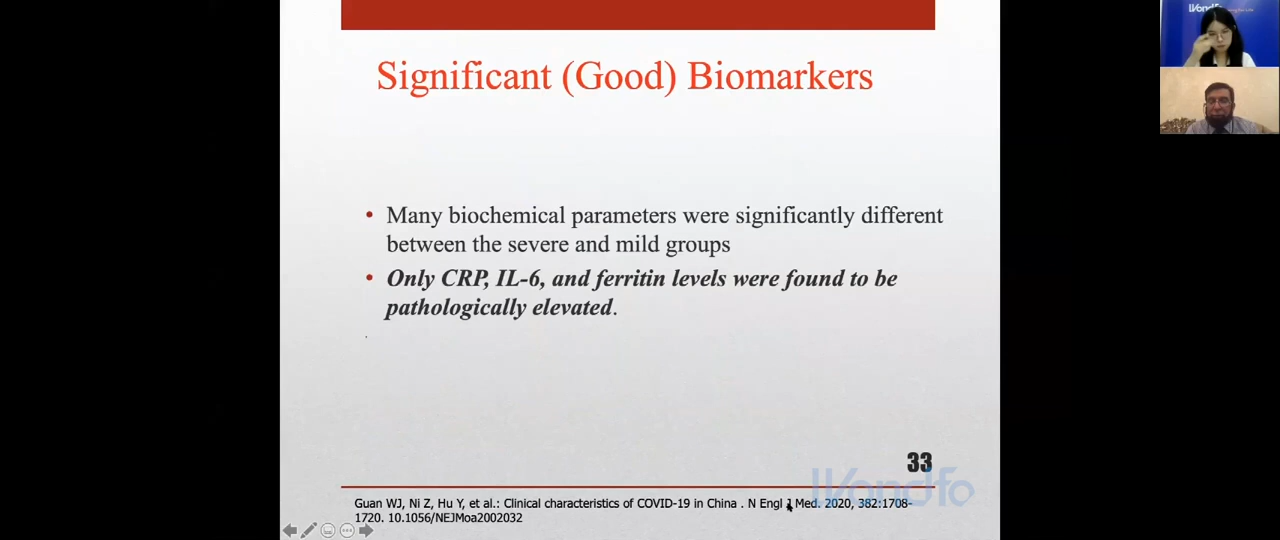 Significant (Good) Biomarkers
• Many biochemical parameters were significantly different
between the severe and mild groups
• Only CRP, IL-6, and ferritin levels were found to be
pathologically elevated.
33
Wondfo
Guan WJ, Ni Z, Hu Y, et al.: Clinical characteristics of COVID-19 in China . N Engl J Med. 2020, 382:1708-
1720. 10.1056/NEJMoa2002032
Wondfo